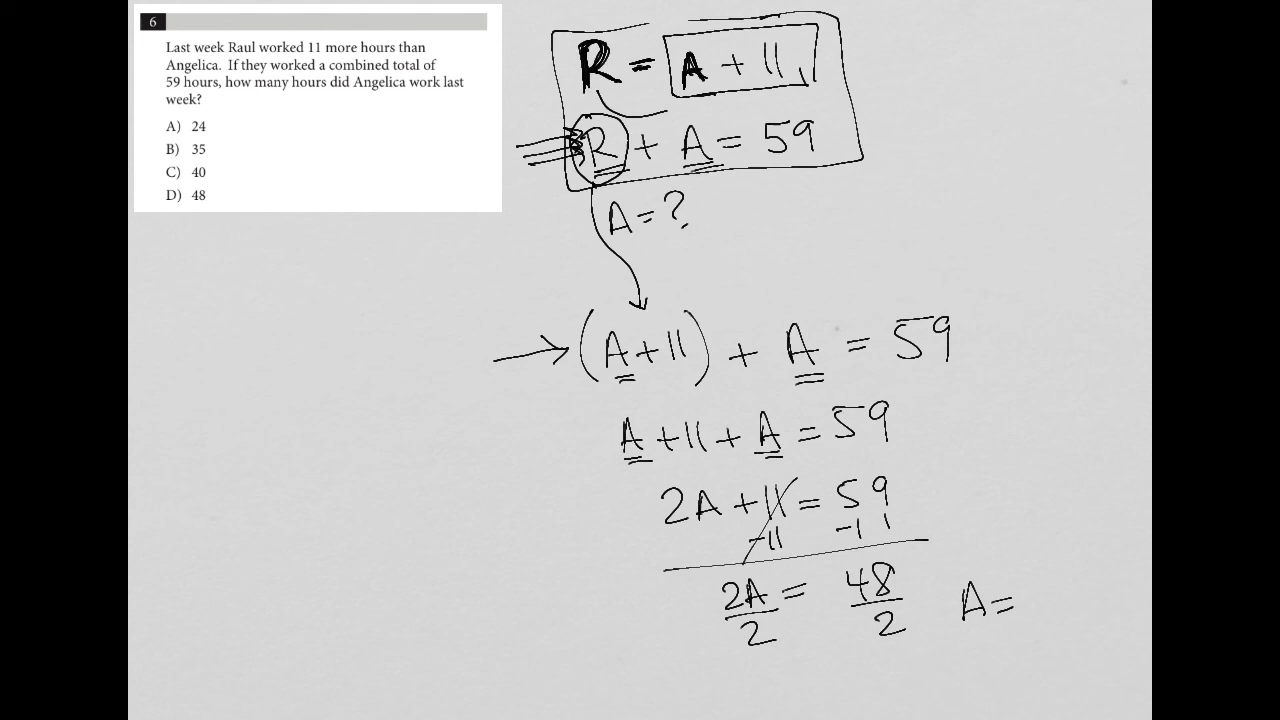 6
Last week Raul worked 11 more hours than
Angelica. If they worked a combined total of
59 hours, how many hours did Angelica work last
week?
A) 24
B) 35
C) 40
D) 48
R = A + 11
R + A = 59
A = ?
(A + 11) + A = 59
A + 11 + A = 59
2A + 11 = 59
-11 -11
2A = 48 A =
2 2